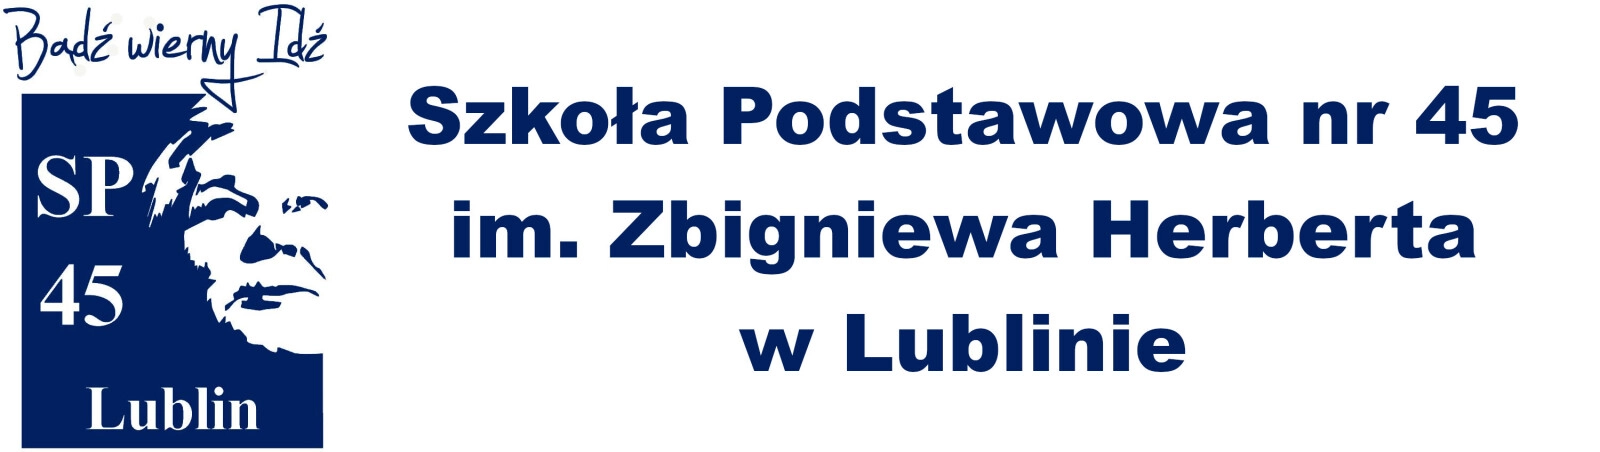 Bądź wierny Idź
SP
45
Lublin
Szkoła Podstawowa nr 45
im. Zbigniewa Herberta
w Lublinie